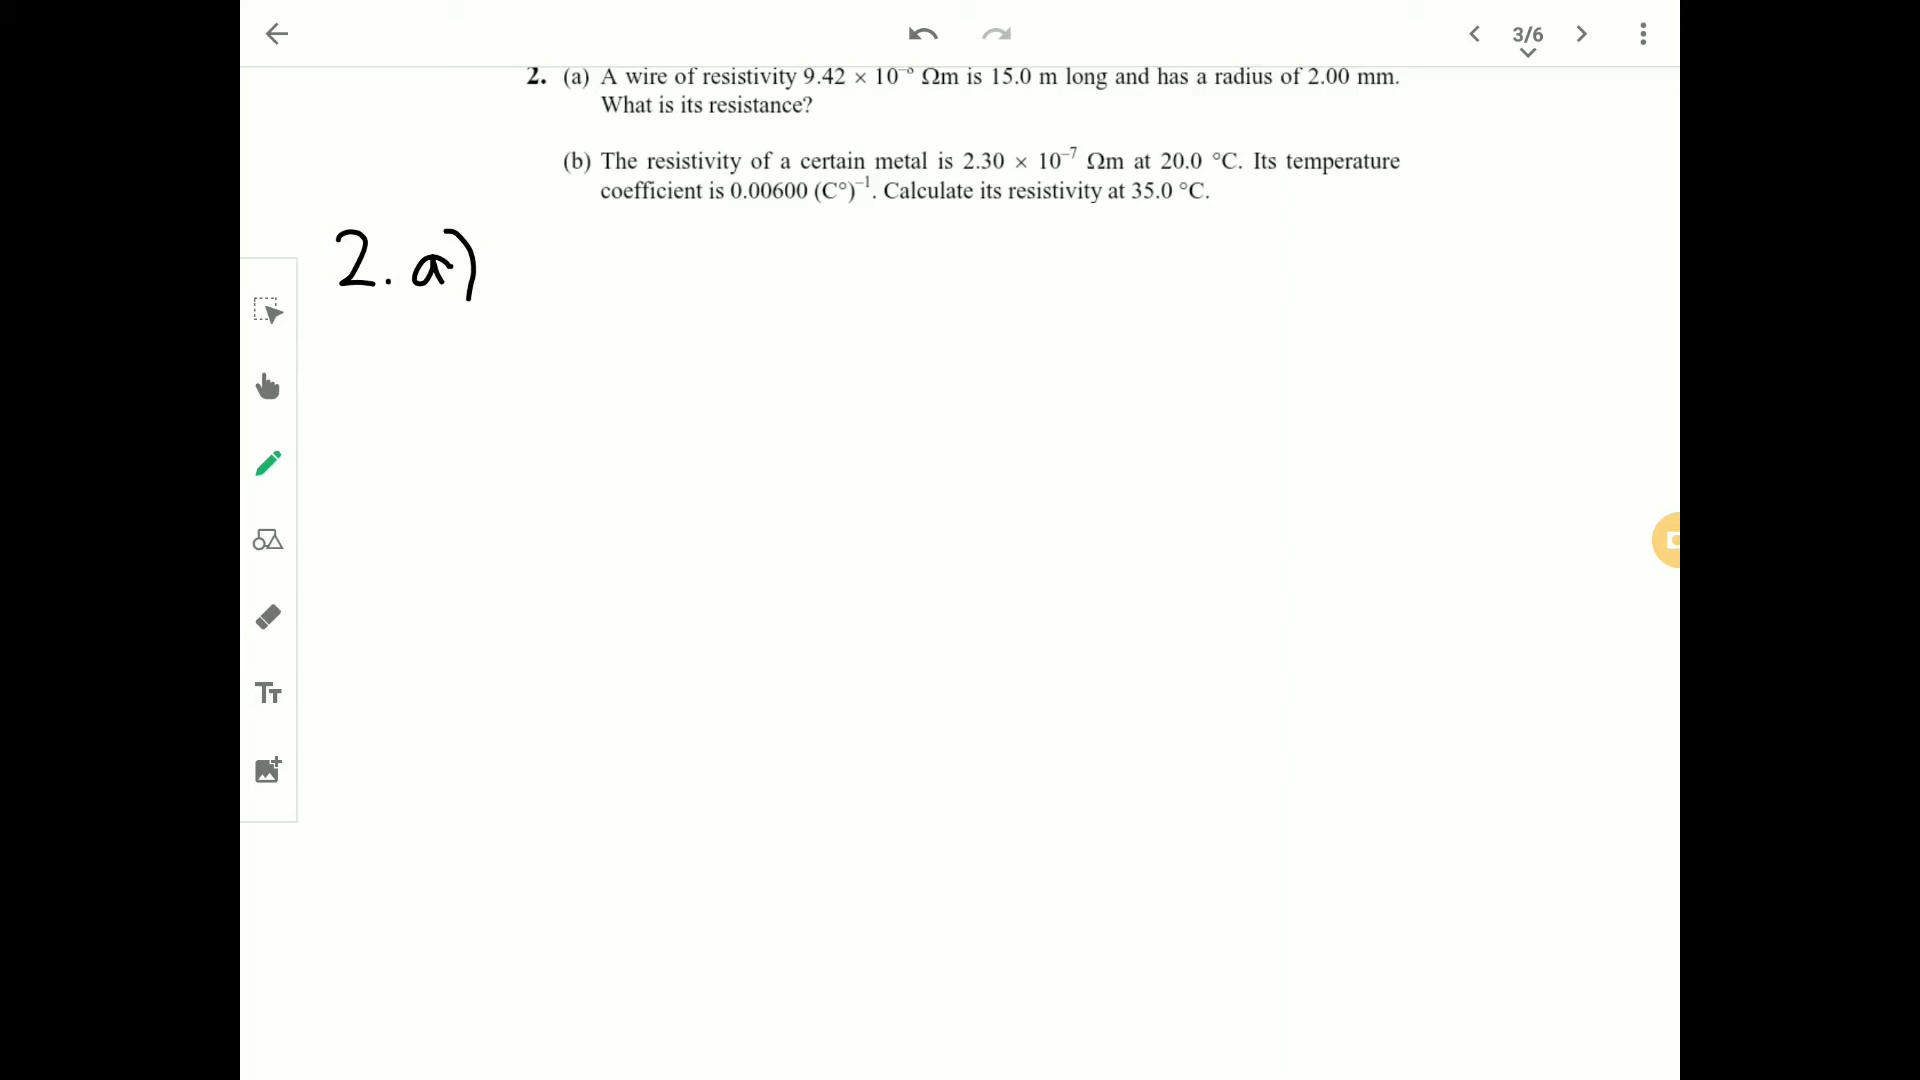 3/6
2. (a) A wire of resistivity 9.42 × 10⁻⁸ Ωm is 15.0 m long and has a radius of 2.00 mm.
What is its resistance?
(b) The resistivity of a certain metal is 2.30 × 10⁻⁷ Ωm at 20.0 °C. Its temperature
coefficient is 0.00600 (C°)⁻¹. Calculate its resistivity at 35.0 °C.
2. a)
TT